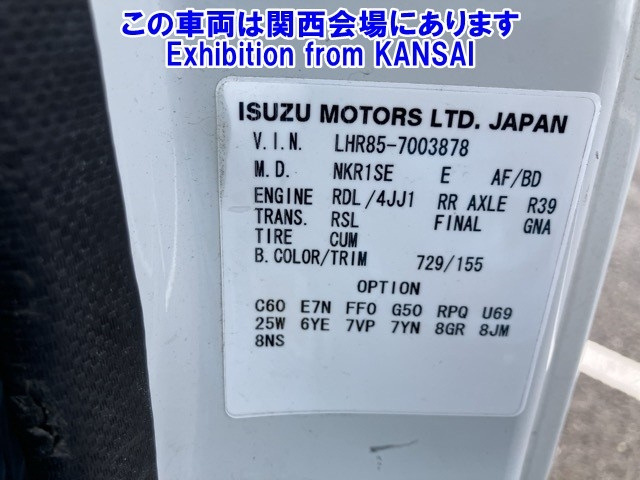 この車両は関西会場にあります
Exhibition from KANSAI
ISUZU MOTORS LTD. JAPAN
V.I.N. LHR85-7003878
M.D. NKR1SE E AF/BD
ENGINE RDL/4JJ1 RR AXLE R39
TRANS. RSL FINAL GNA
TIRE CUM
B.COLOR/TRIM 729/155
OPTION
C60 E7N FF0 G50 RPQ U69
25W 6YE 7VP 7YN 8GR 8JM
8NS